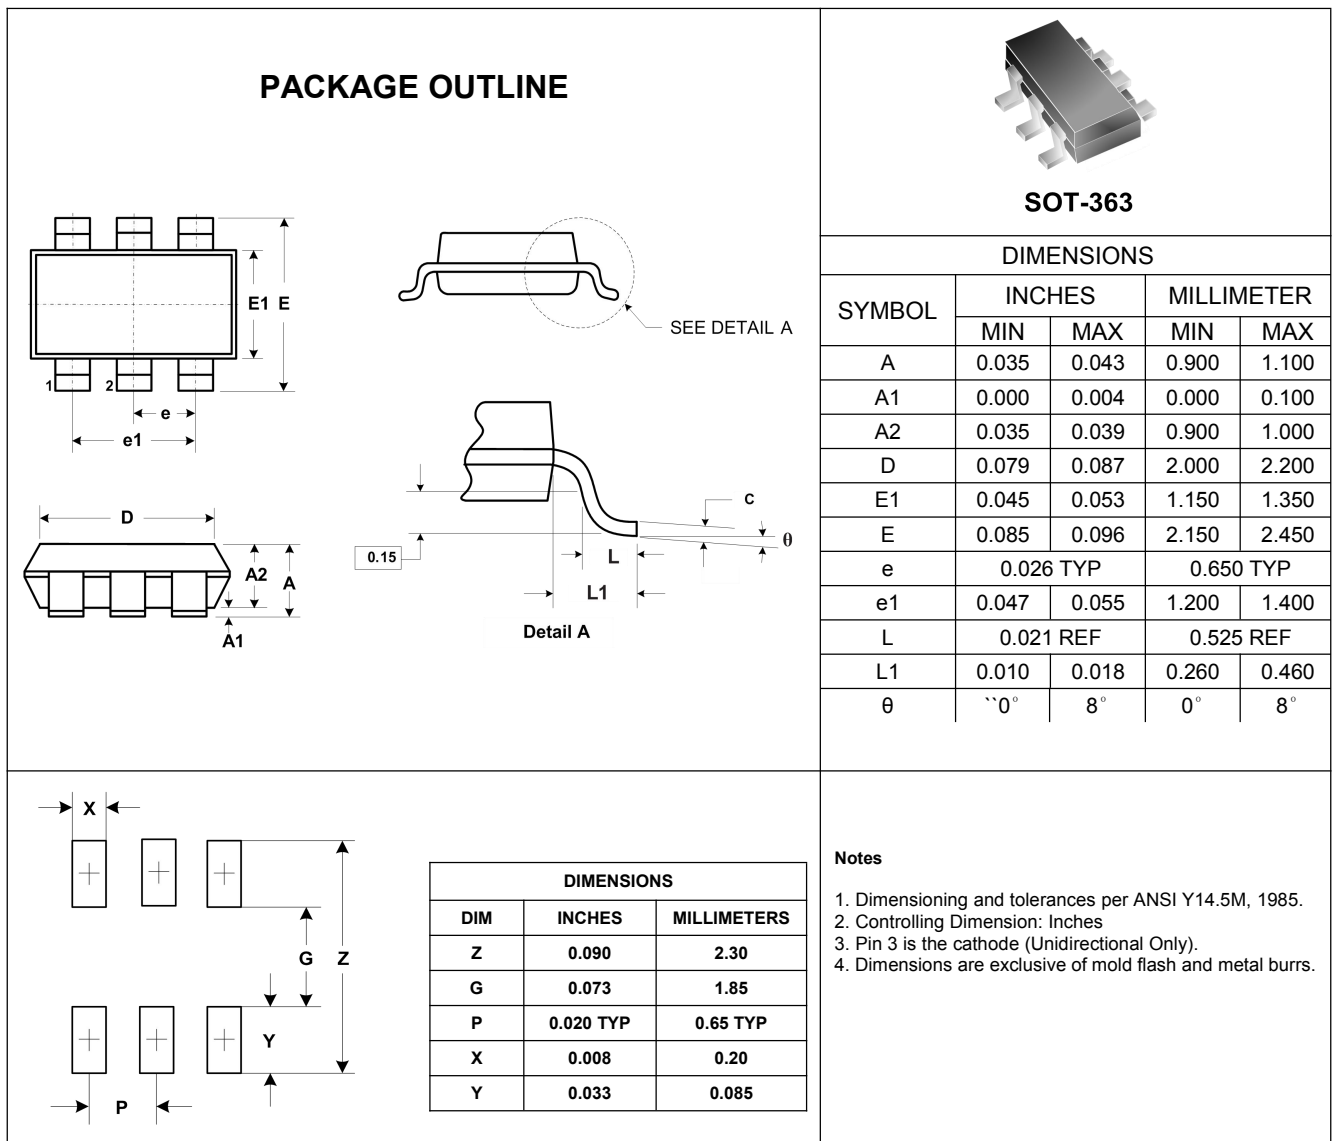 PACKAGE OUTLINE
E1 E
1 2
e
e1
SEE DETAIL A
D
A2 A
A1
0.15
C
θ
L
L1
Detail A
SOT-363
DIMENSIONS
SYMBOL INCHES MILLIMETER
MIN MAX MIN MAX
A 0.035 0.043 0.900 1.100
A1 0.000 0.004 0.000 0.100
A2 0.035 0.039 0.900 1.000
D 0.079 0.087 2.000 2.200
E1 0.045 0.053 1.150 1.350
E 0.085 0.096 2.150 2.450
e 0.026 TYP 0.650 TYP
e1 0.047 0.055 1.200 1.400
L 0.021 REF 0.525 REF
L1 0.010 0.018 0.260 0.460
θ ``0° 8° 0° 8°
X
G Z
Y
P
DIMENSIONS
DIM INCHES MILLIMETERS
Z 0.090 2.30
G 0.073 1.85
P 0.020 TYP 0.65 TYP
X 0.008 0.20
Y 0.033 0.085
Notes
1. Dimensioning and tolerances per ANSI Y14.5M, 1985.
2. Controlling Dimension: Inches
3. Pin 3 is the cathode (Unidirectional Only).
4. Dimensions are exclusive of mold flash and metal burrs.